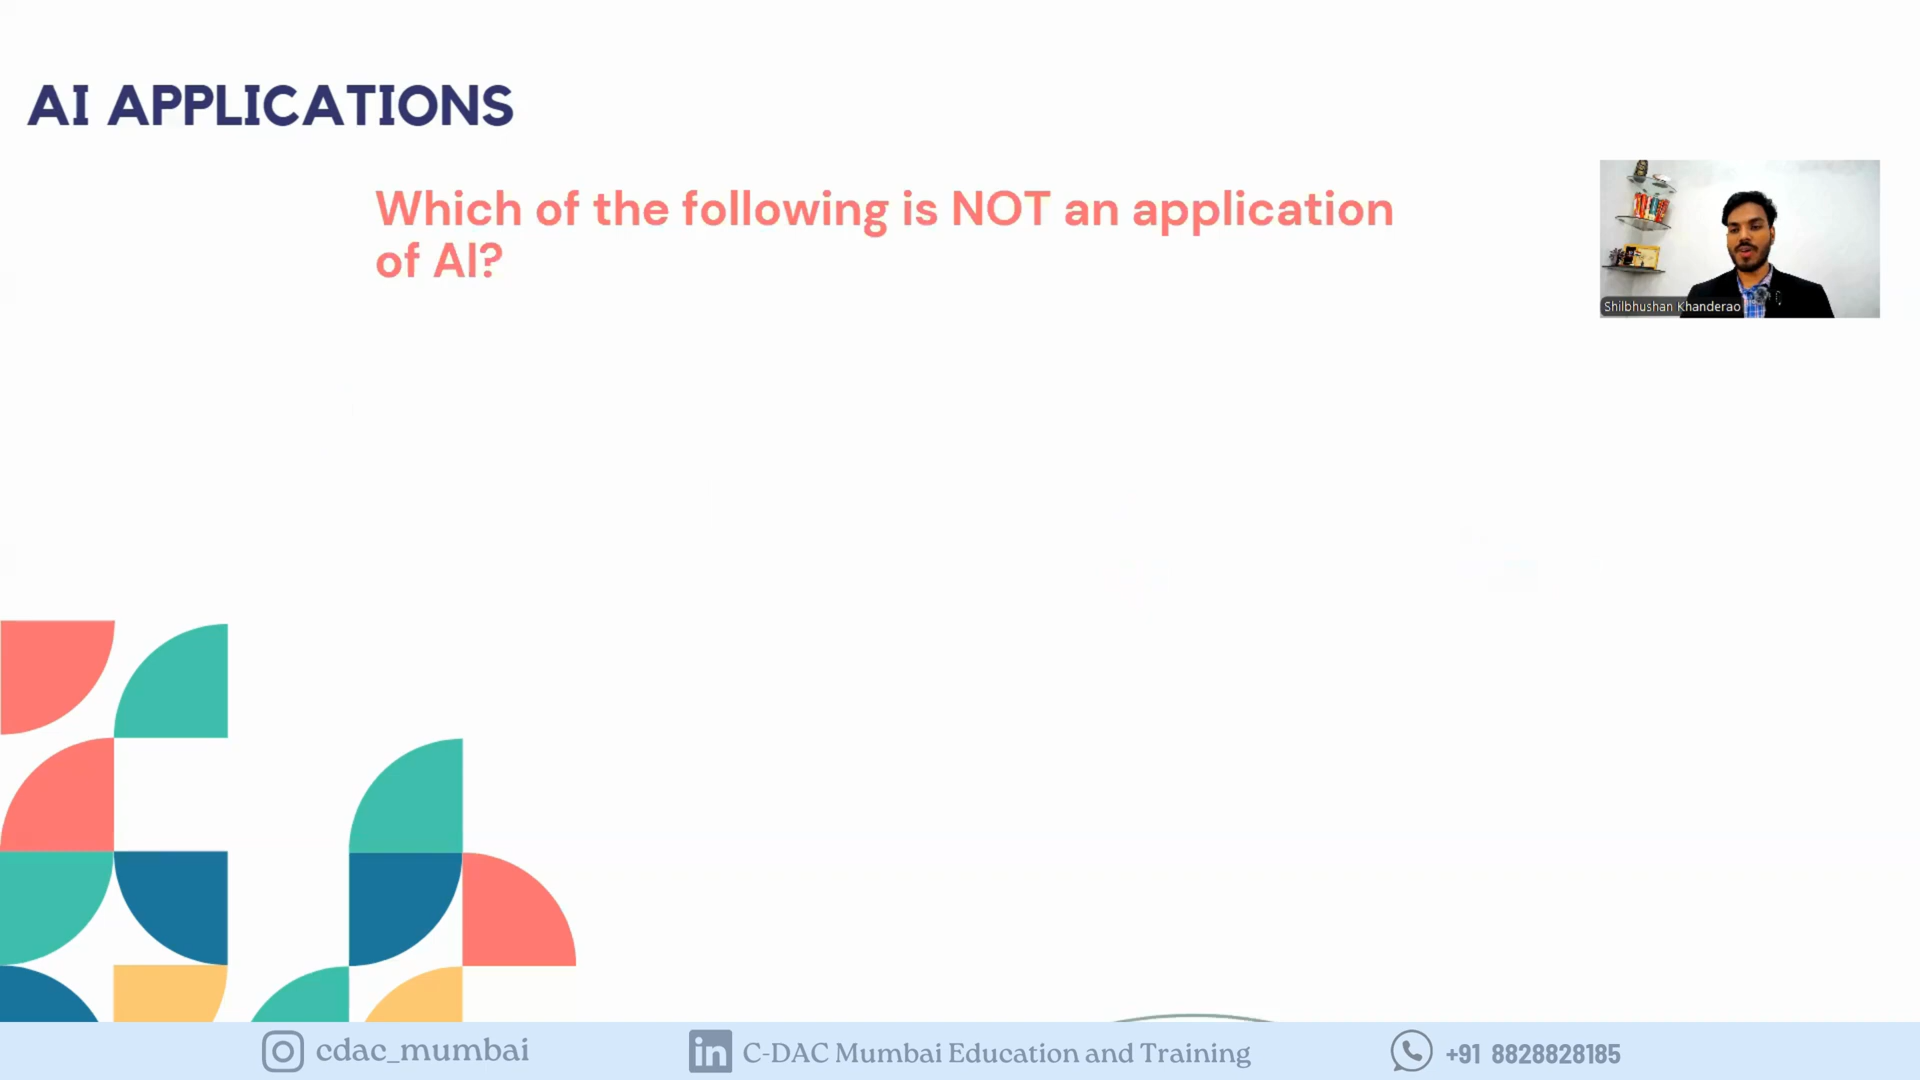 AI APPLICATIONS
Which of the following is NOT an application
of AI?
Shilbhushan Khanderao
cdac_mumbai
in C-DAC Mumbai Education and Training
+91 8828828185